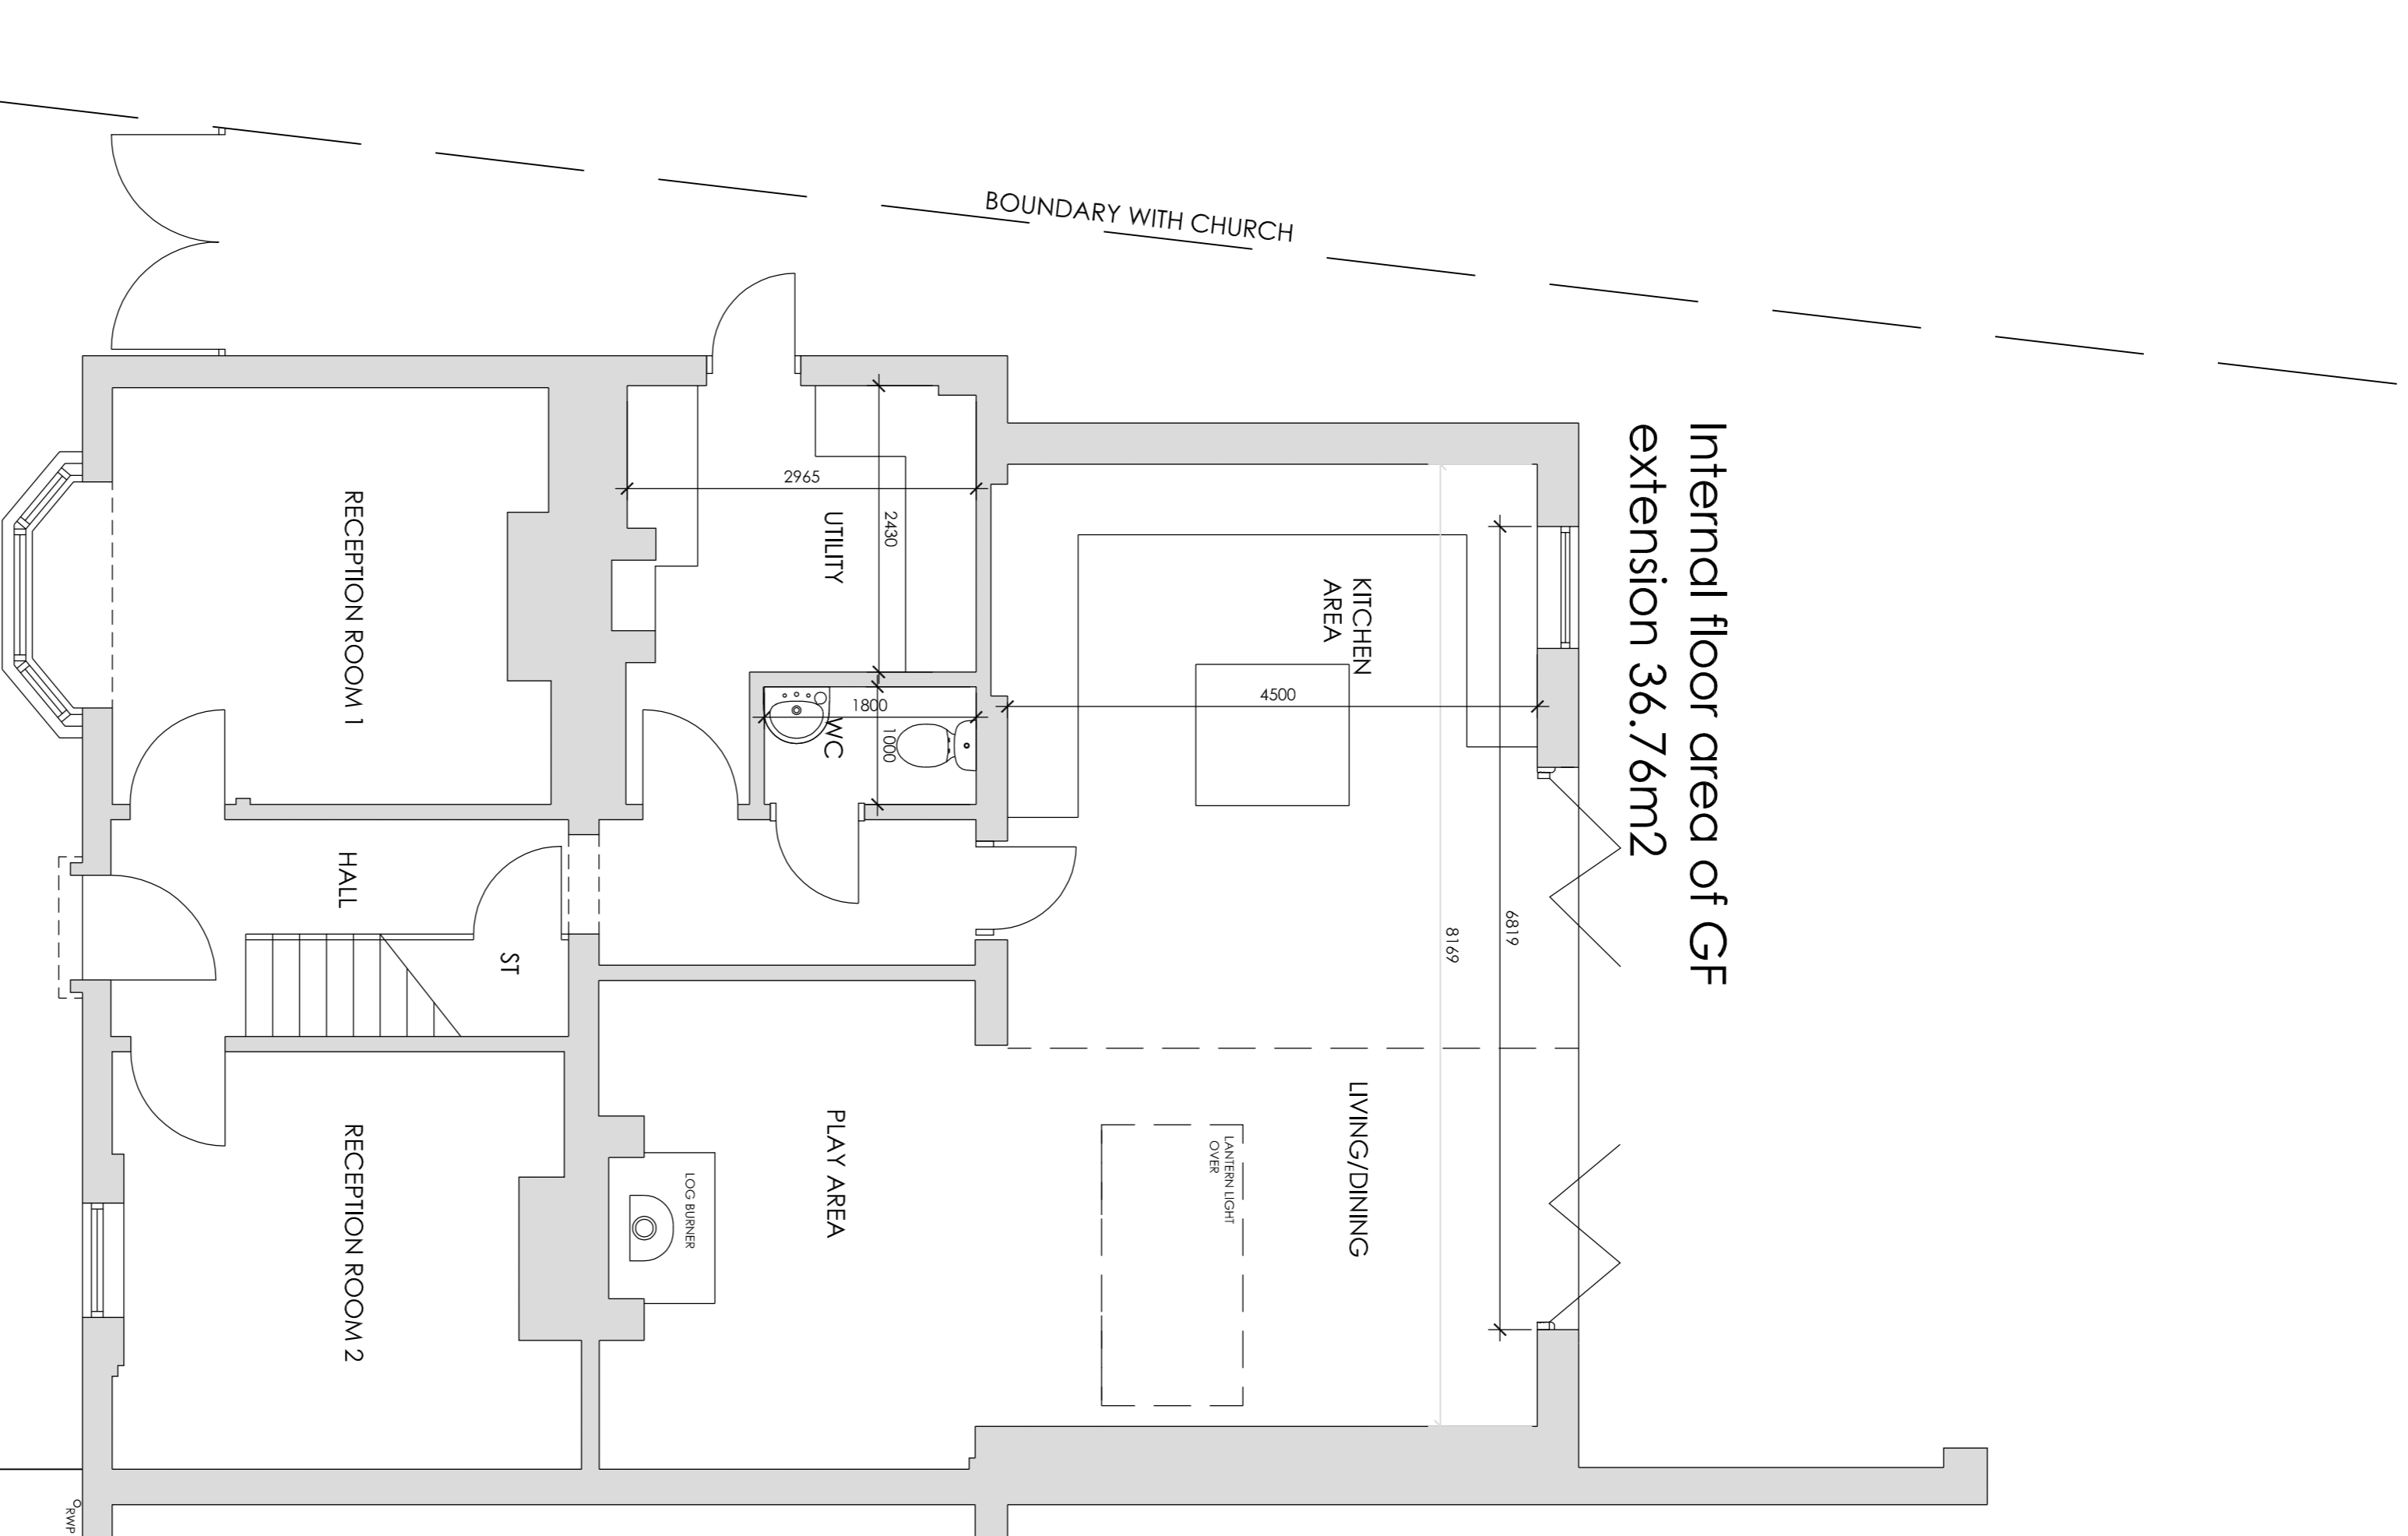 BOUNDARY WITH CHURCH
Internal floor area of GF
extension 36.76m2
RECEPTION ROOM 1
2965
UTILITY
2430
KITCHEN
AREA
4500
1800
WC
1000
HALL
ST
6819
8169
PLAY AREA
LIVING/DINING
LANTERN LIGHT
OVER
LOG BURNER
RECEPTION ROOM 2
RWP